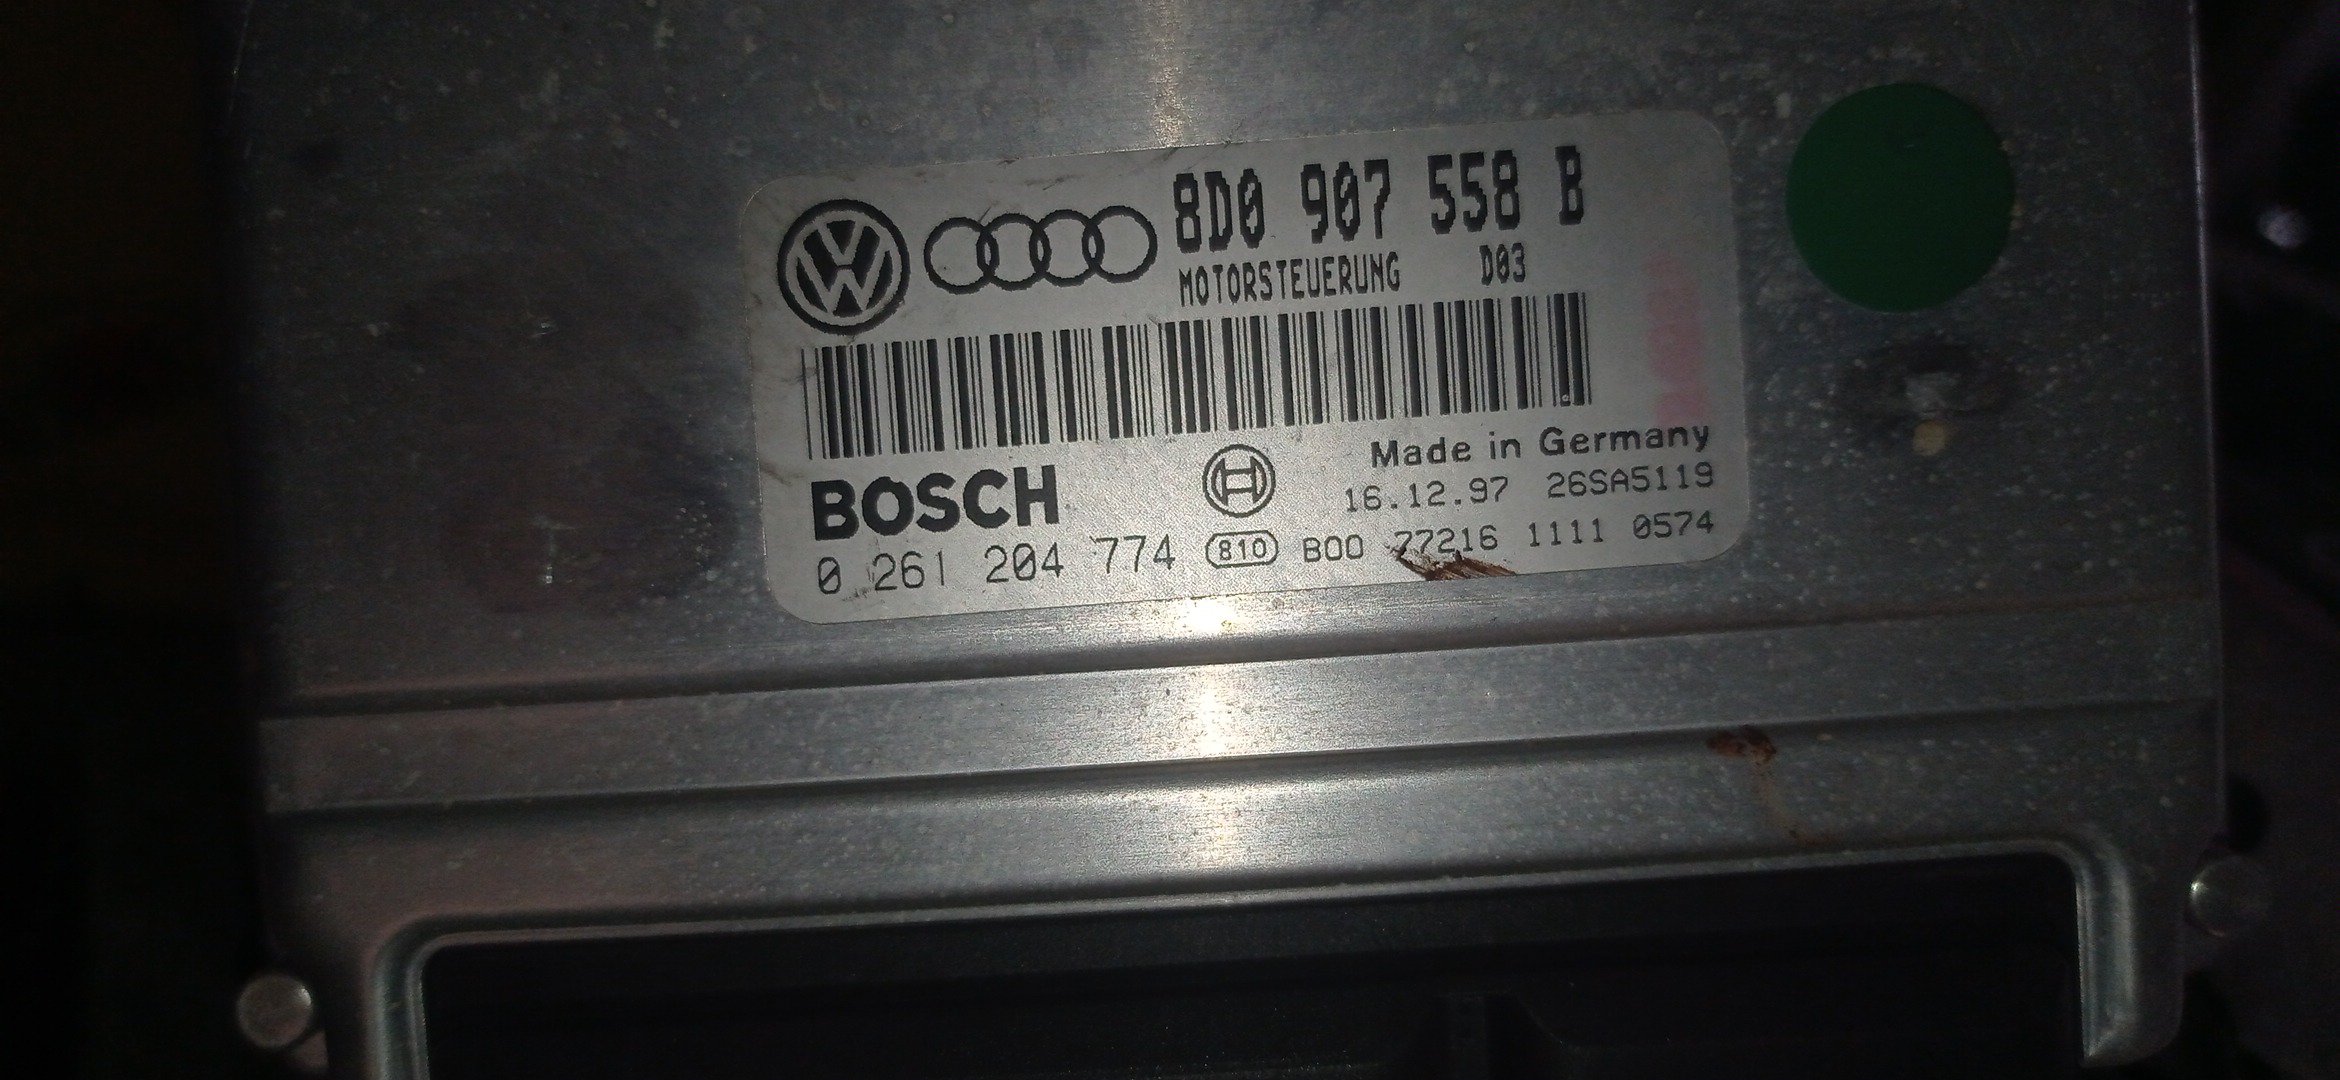 8D0 907 558 B
MOTORSTEUERUNG D03
Made in Germany
BOSCH 16.12.97 26SA5119
0 261 204 774 810 B00 77216 1111 0574